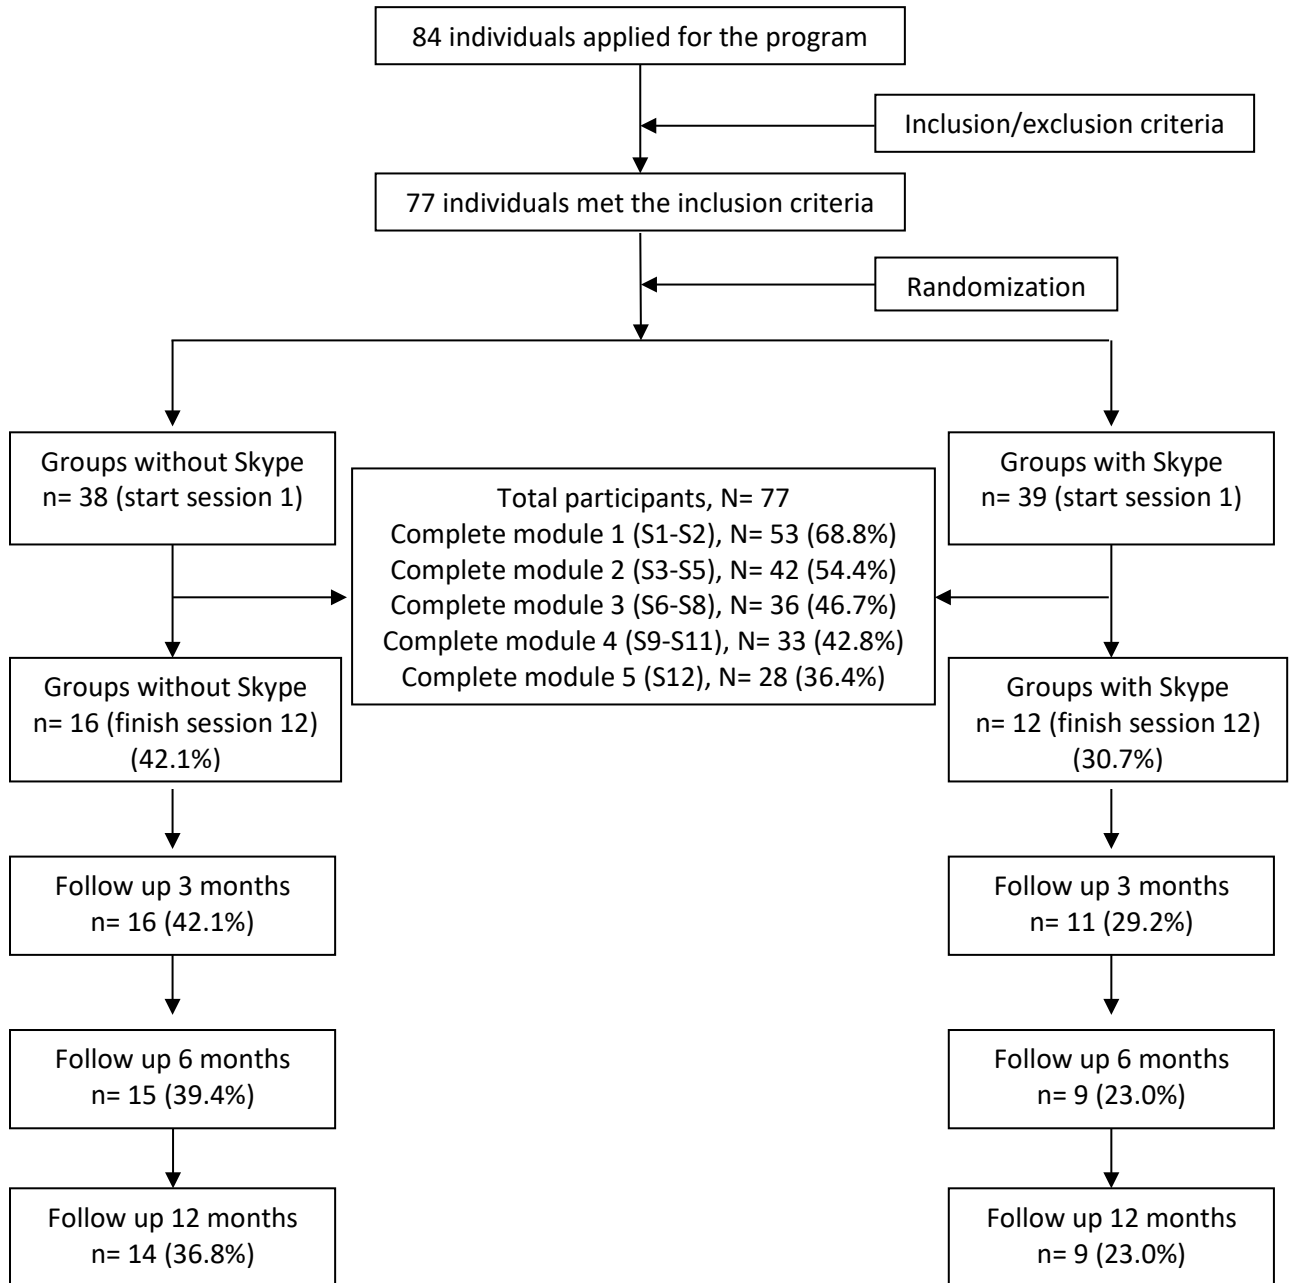 84 individuals applied for the program
Inclusion/exclusion criteria
77 individuals met the inclusion criteria
Randomization
Groups without Skype
n= 38 (start session 1)
Total participants, N= 77
Complete module 1 (S1-S2), N= 53 (68.8%)
Complete module 2 (S3-S5), N= 42 (54.4%)
Complete module 3 (S6-S8), N= 36 (46.7%)
Complete module 4 (S9-S11), N= 33 (42.8%)
Complete module 5 (S12), N= 28 (36.4%)
Groups with Skype
n= 39 (start session 1)
Groups without Skype
n= 16 (finish session 12)
(42.1%)
Groups with Skype
n= 12 (finish session 12)
(30.7%)
Follow up 3 months
n= 16 (42.1%)
Follow up 3 months
n= 11 (29.2%)
Follow up 6 months
n= 15 (39.4%)
Follow up 6 months
n= 9 (23.0%)
Follow up 12 months
n= 14 (36.8%)
Follow up 12 months
n= 9 (23.0%)